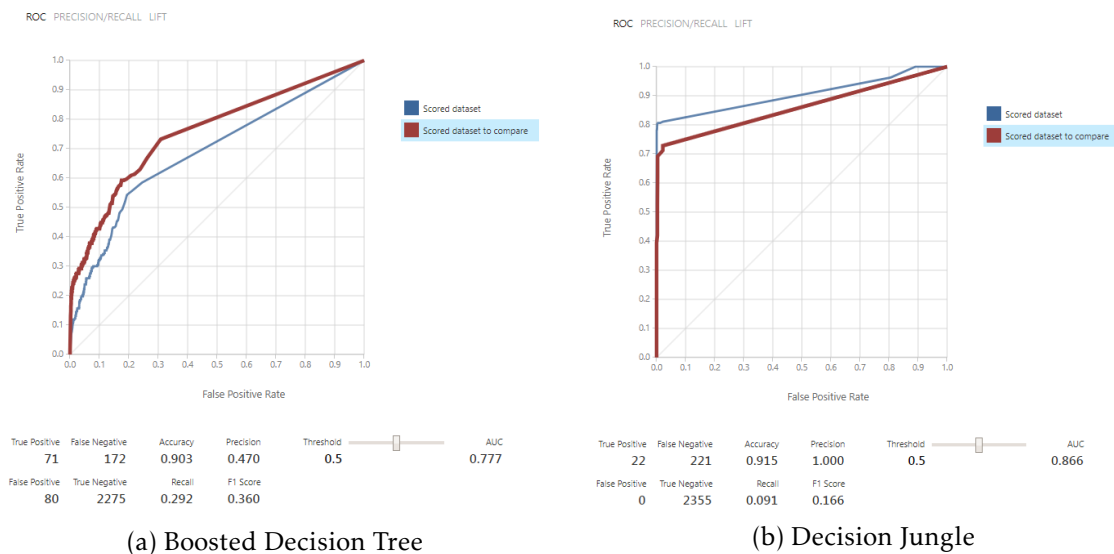 ROC PRECISION/RECALL LIFT
1.0
0.9
0.8
0.7
0.6
0.5
0.4
0.3
0.2
0.1
0.0
True Positive Rate
0.0 0.1 0.2 0.3 0.4 0.5 0.6 0.7 0.8 0.9 1.0
False Positive Rate
Scored dataset
Scored dataset to compare
True Positive False Negative Accuracy Precision Threshold AUC
71 172 0.903 0.470 0.5 0.777
False Positive True Negative Recall F1 Score
80 2275 0.292 0.360
(a) Boosted Decision Tree
ROC PRECISION/RECALL LIFT
1.0
0.9
0.8
0.7
0.6
0.5
0.4
0.3
0.2
0.1
0.0
True Positive Rate
0.0 0.1 0.2 0.3 0.4 0.5 0.6 0.7 0.8 0.9 1.0
False Positive Rate
Scored dataset
Scored dataset to compare
True Positive False Negative Accuracy Precision Threshold AUC
22 221 0.915 1.000 0.5 0.866
False Positive True Negative Recall F1 Score
0 2355 0.091 0.166
(b) Decision Jungle